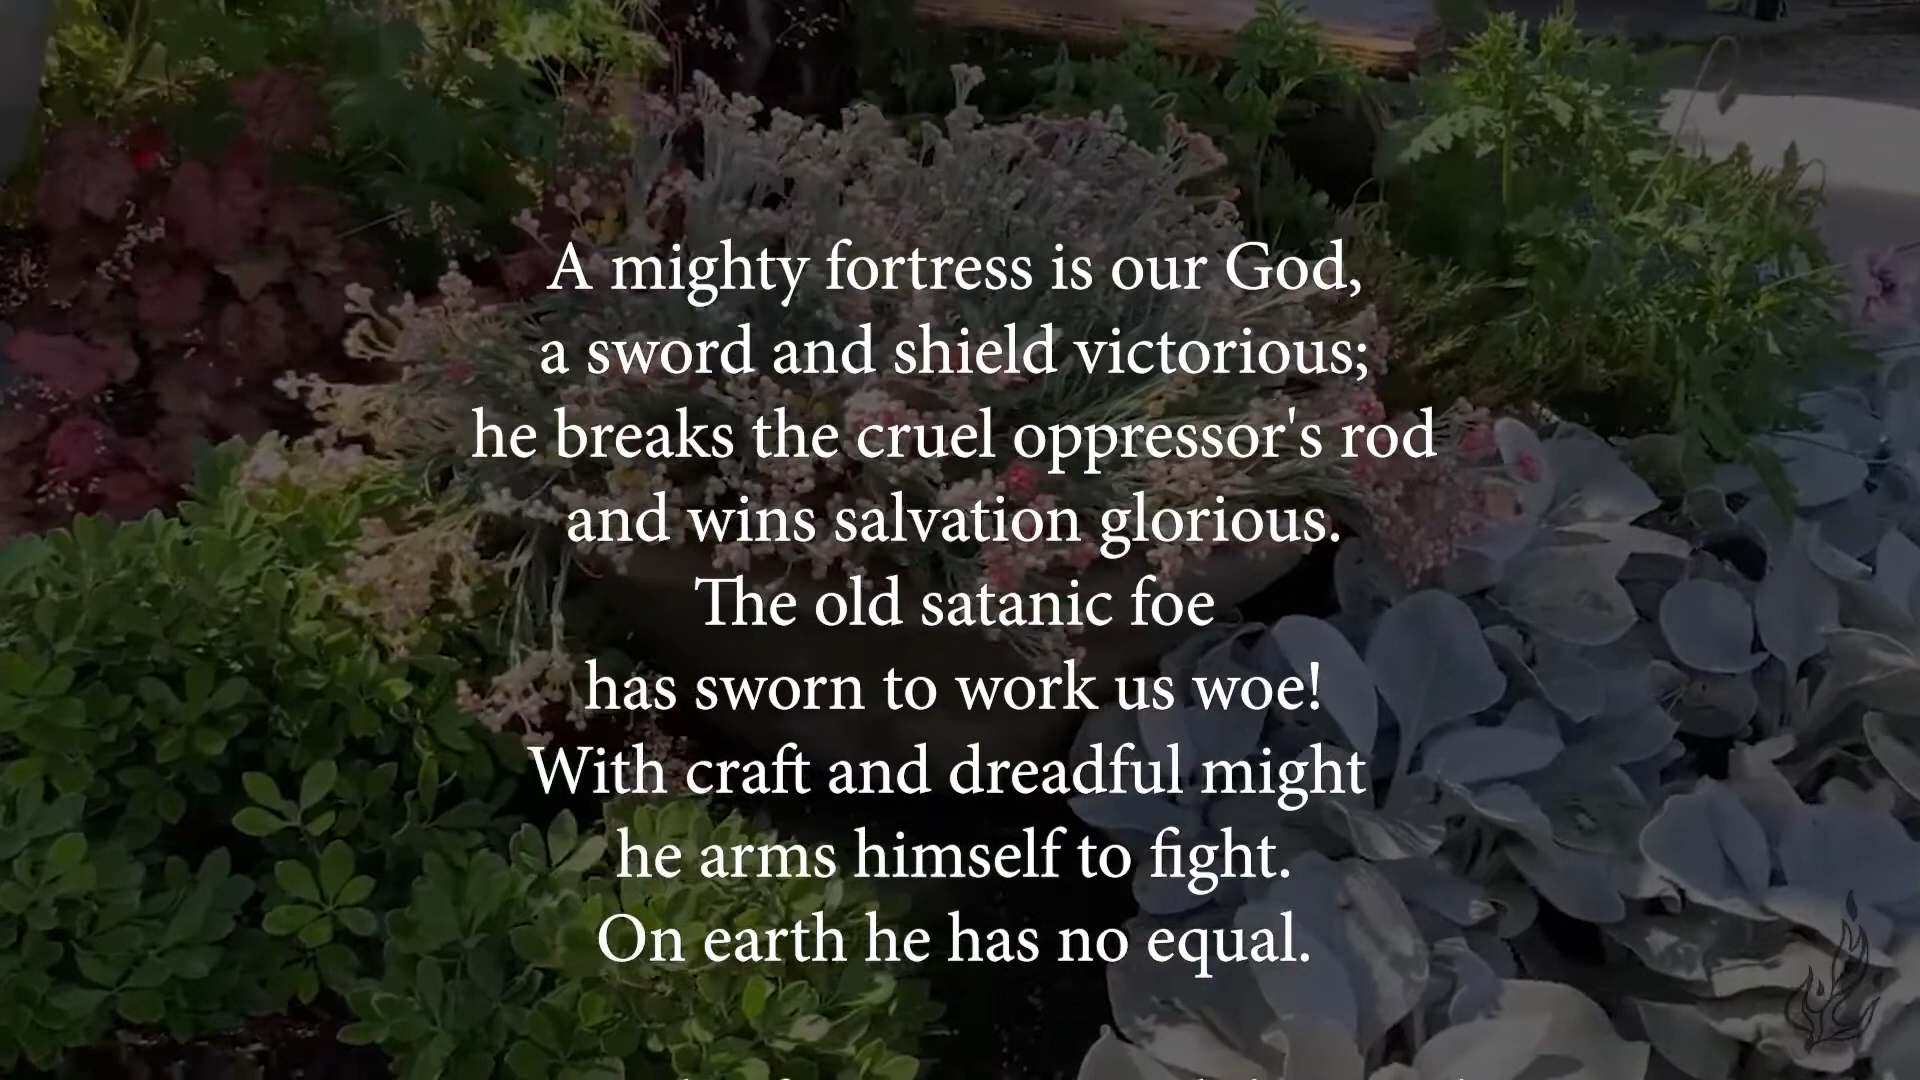 A mighty fortress is our God,
a sword and shield victorious;
he breaks the cruel oppressor's rod
and wins salvation glorious.
The old satanic foe
has sworn to work us woe!
With craft and dreadful might
he arms himself to fight.
On earth he has no equal.